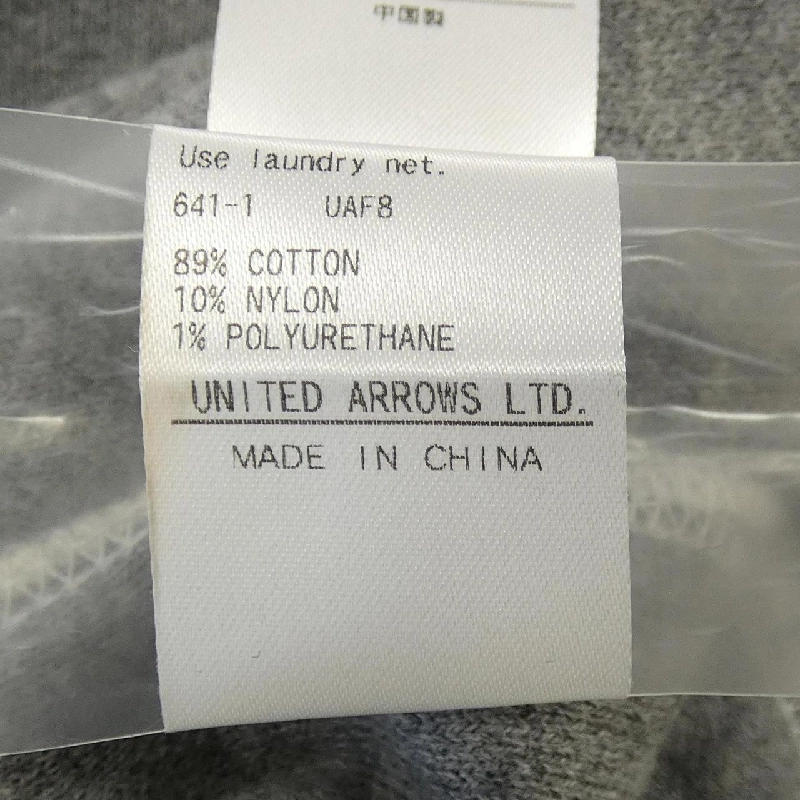 中国製
Use laundry net.
641-1 UAF8
89% COTTON
10% NYLON
1% POLYURETHANE
UNITED ARROWS LTD.
MADE IN CHINA